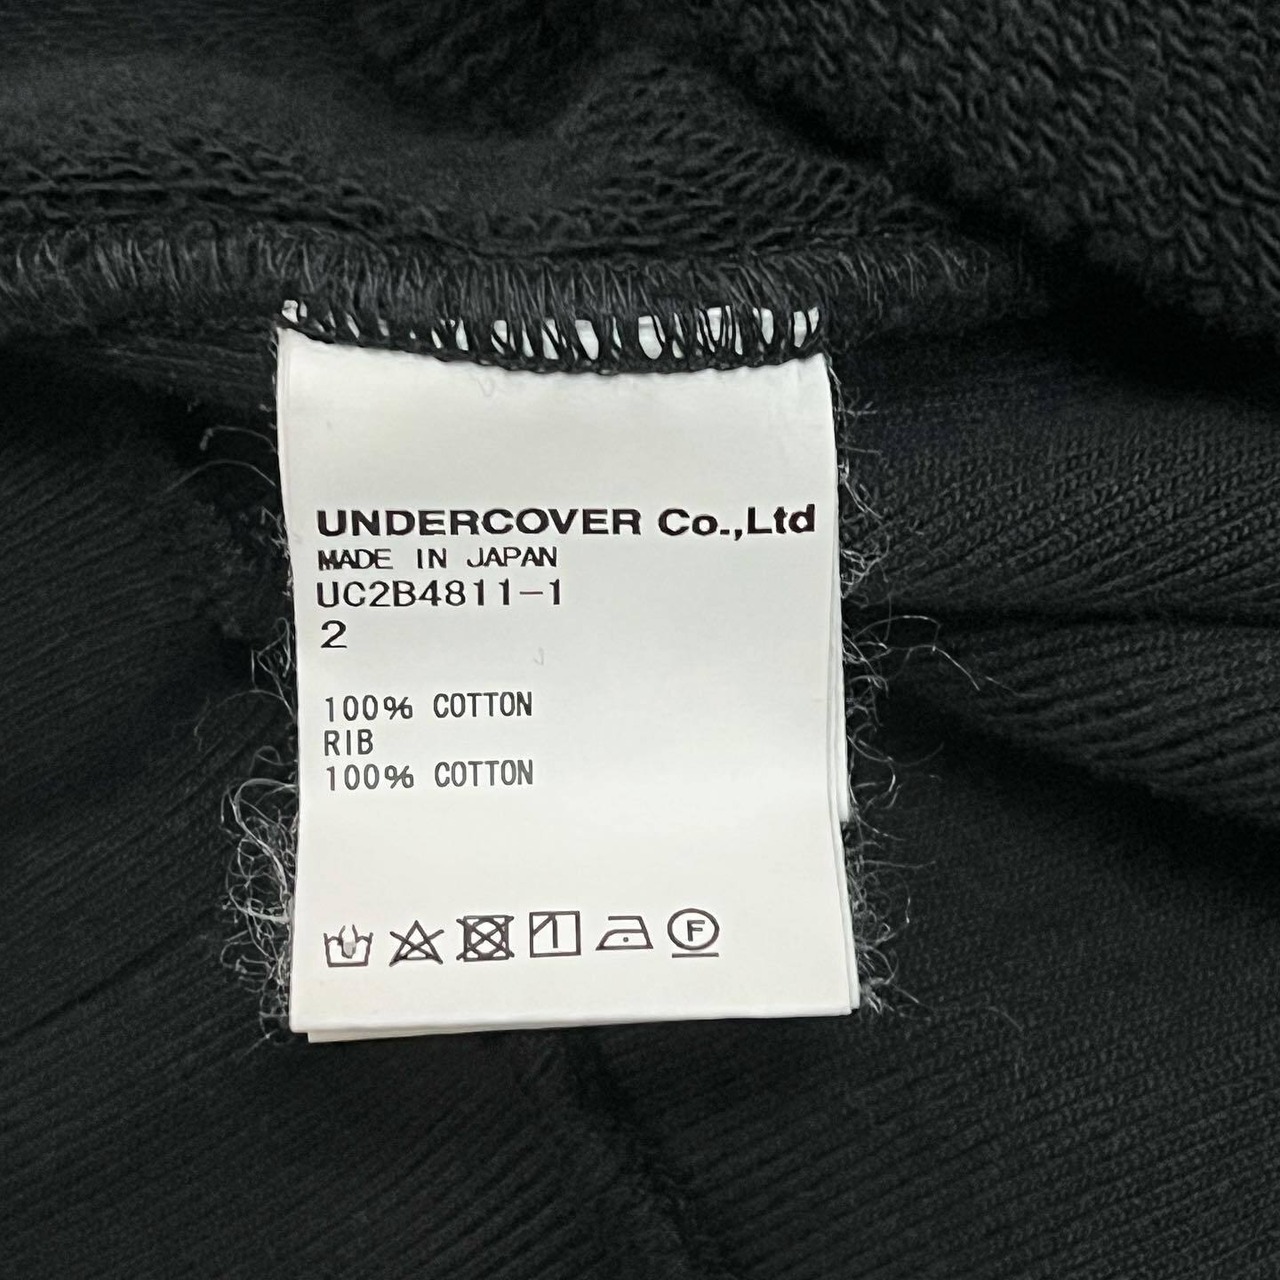 UNDERCOVER Co.,Ltd
MADE IN JAPAN
UC2B4811-1
2
100% COTTON
RIB
100% COTTON
F